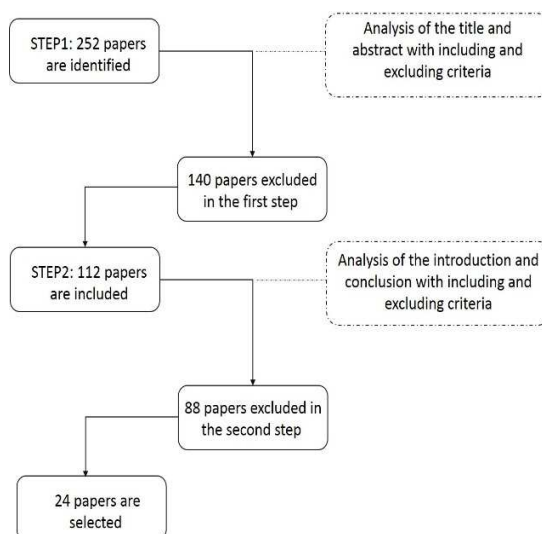 STEP1: 252 papers
are identified
Analysis of the title and
abstract with including and
excluding criteria
140 papers excluded
in the first step
STEP2: 112 papers
are included
Analysis of the introduction and
conclusion with including and
excluding criteria
88 papers excluded in
the second step
24 papers are
selected